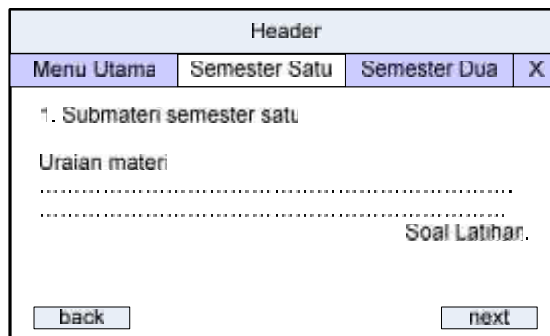 Header
Menu Utama Semester Satu Semester Dua X
1. Submateri semester satu
Uraian materi
................................................................................
................................................................................
Soal Latihan.
back next